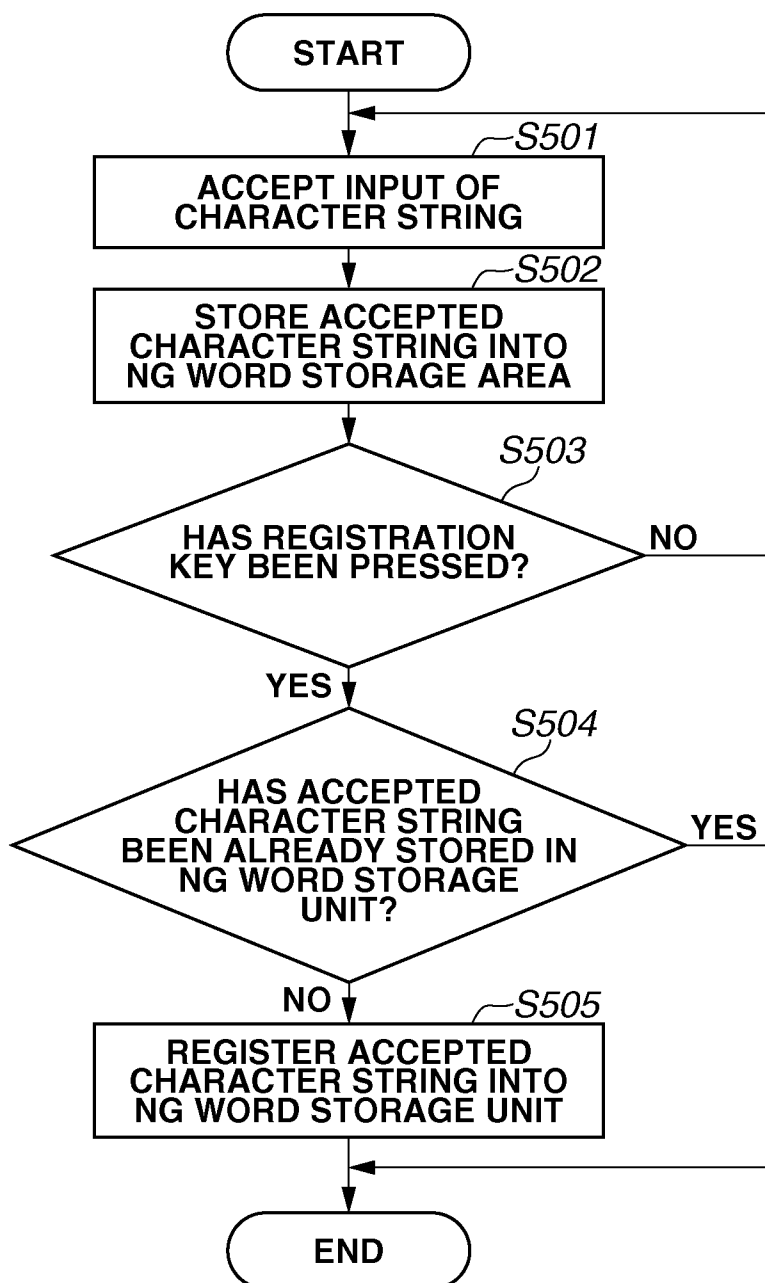 START
S501
ACCEPT INPUT OF
CHARACTER STRING
S502
STORE ACCEPTED
CHARACTER STRING INTO
NG WORD STORAGE AREA
S503
HAS REGISTRATION
KEY BEEN PRESSED?
NO
YES
S504
HAS ACCEPTED
CHARACTER STRING
BEEN ALREADY STORED IN
NG WORD STORAGE
UNIT?
YES
NO
S505
REGISTER ACCEPTED
CHARACTER STRING INTO
NG WORD STORAGE UNIT
END